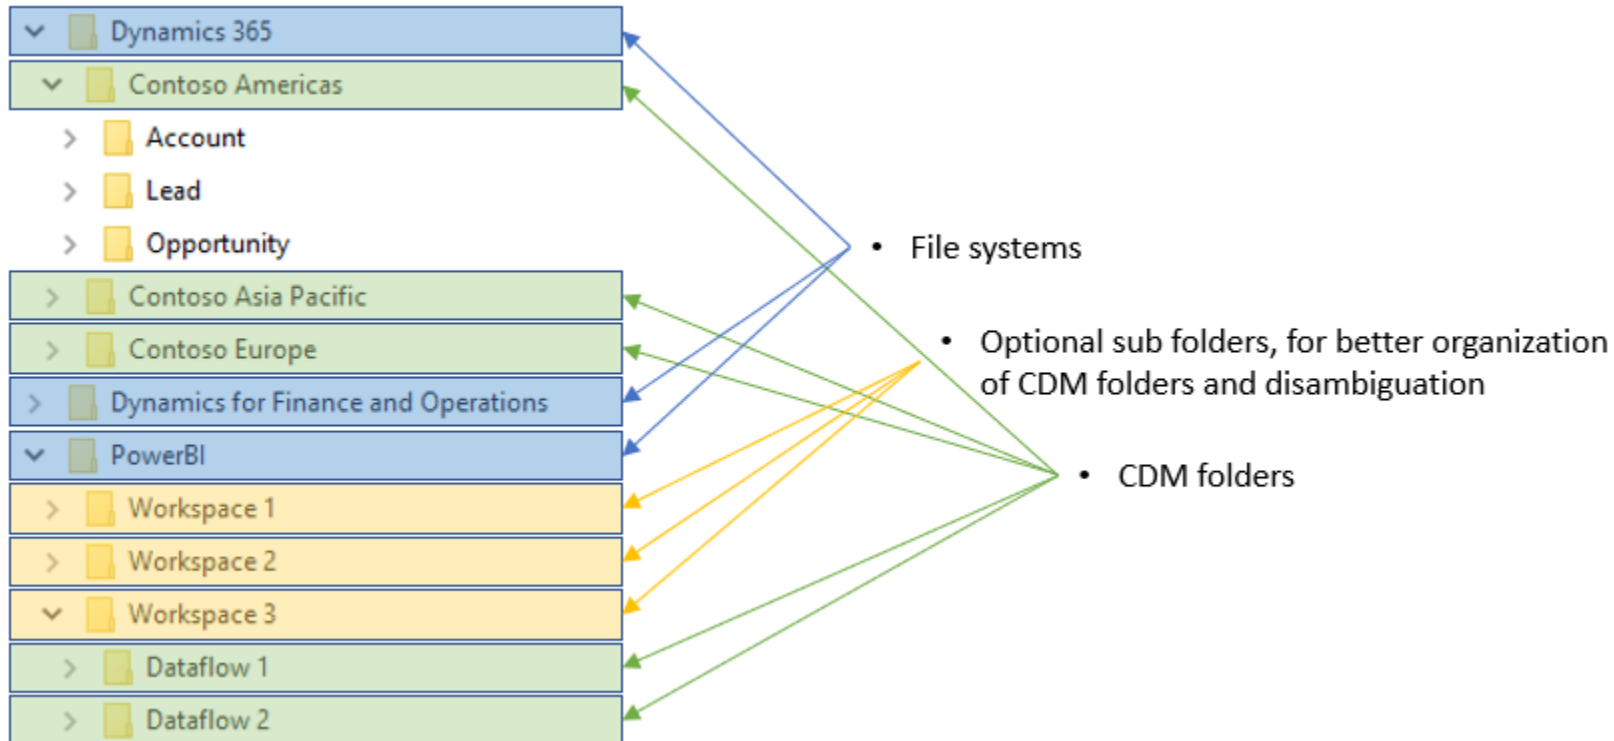 Dynamics 365
Contoso Americas
Account
Lead
Opportunity
Contoso Asia Pacific
Contoso Europe
Dynamics for Finance and Operations
PowerBI
Workspace 1
Workspace 2
Workspace 3
Dataflow 1
Dataflow 2
• File systems
• Optional sub folders, for better organization
of CDM folders and disambiguation
• CDM folders